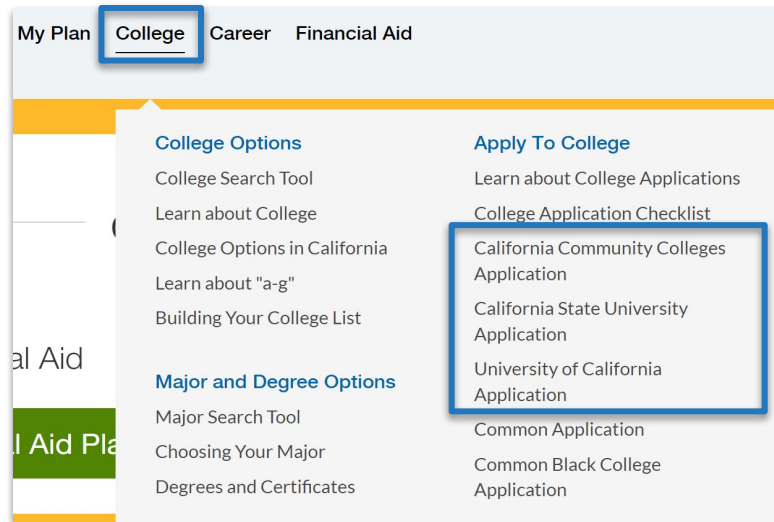 My Plan College Career Financial Aid
College Options
College Search Tool
Learn about College
College Options in California
Learn about "a-g"
Building Your College List
Major and Degree Options
Major Search Tool
Choosing Your Major
Degrees and Certificates
Apply To College
Learn about College Applications
College Application Checklist
California Community Colleges
Application
California State University
Application
University of California
Application
Common Application
Common Black College
Application
al Aid
l Aid Pla